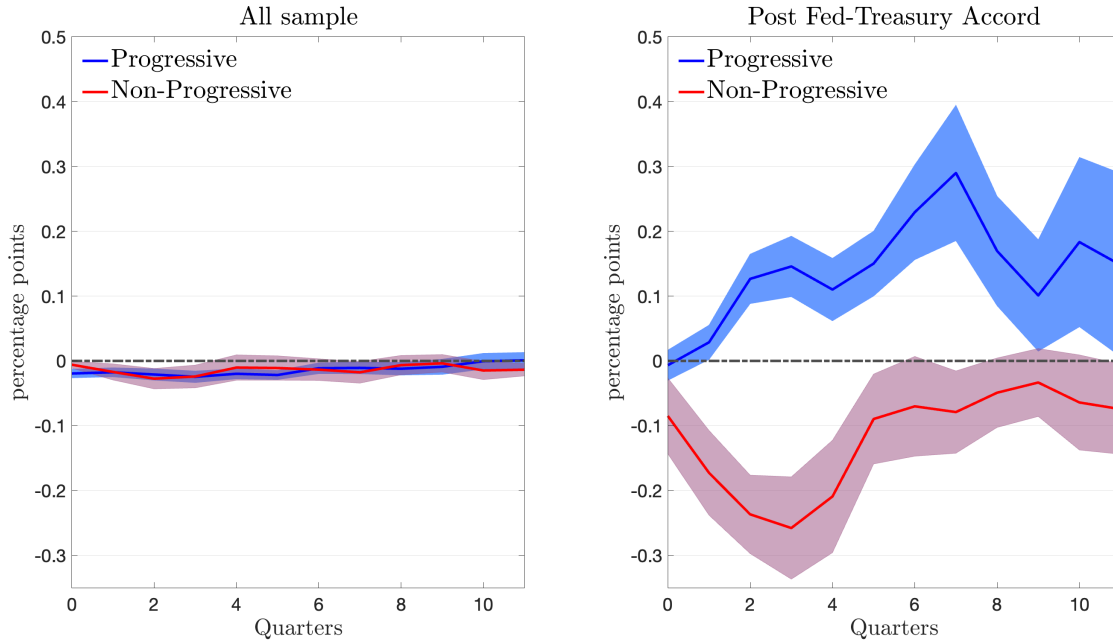 All sample
0.5
0.4
0.3
0.2
0.1
0
-0.1
-0.2
-0.3
percentage points
Progressive
Non-Progressive
0 2 4 6 8 10
Quarters
Post Fed-Treasury Accord
0.5
0.4
0.3
0.2
0.1
0
-0.1
-0.2
-0.3
percentage points
Progressive
Non-Progressive
0 2 4 6 8 10
Quarters